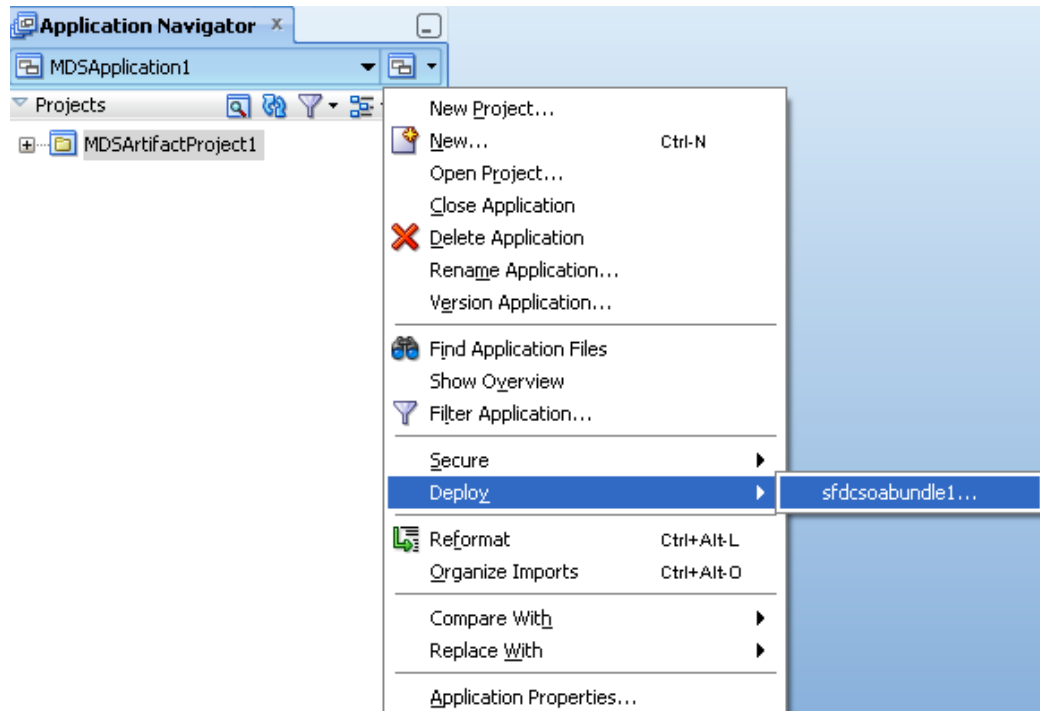 Application Navigator x
MDSApplication1
Projects
MDSArtifactProject1
New Project...
New... Ctrl-N
Open Project...
Close Application
Delete Application
Rename Application...
Version Application...
Find Application Files
Show Overview
Filter Application...
Secure
Deploy
sfdcsoabundle1...
Reformat Ctrl+Alt-L
Organize Imports Ctrl+Alt-O
Compare With
Replace With
Application Properties...